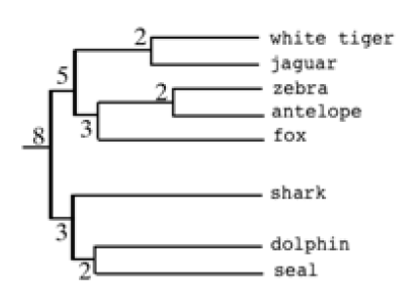 2
white tiger
jaguar
5
2
zebra
antelope
3
fox
8
shark
3
dolphin
2
seal